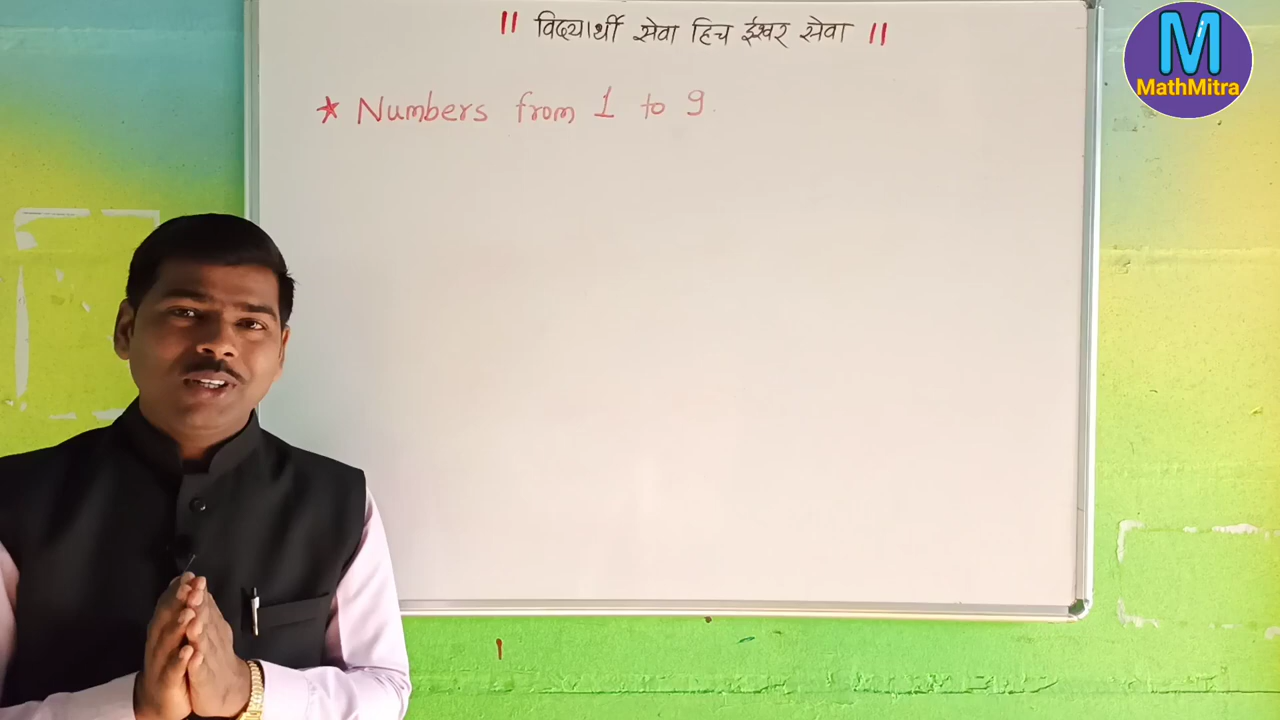 || विद्यार्थी सेवा हिच ईश्वर सेवा ||
M
MathMitra
★ Numbers from 1 to 9.